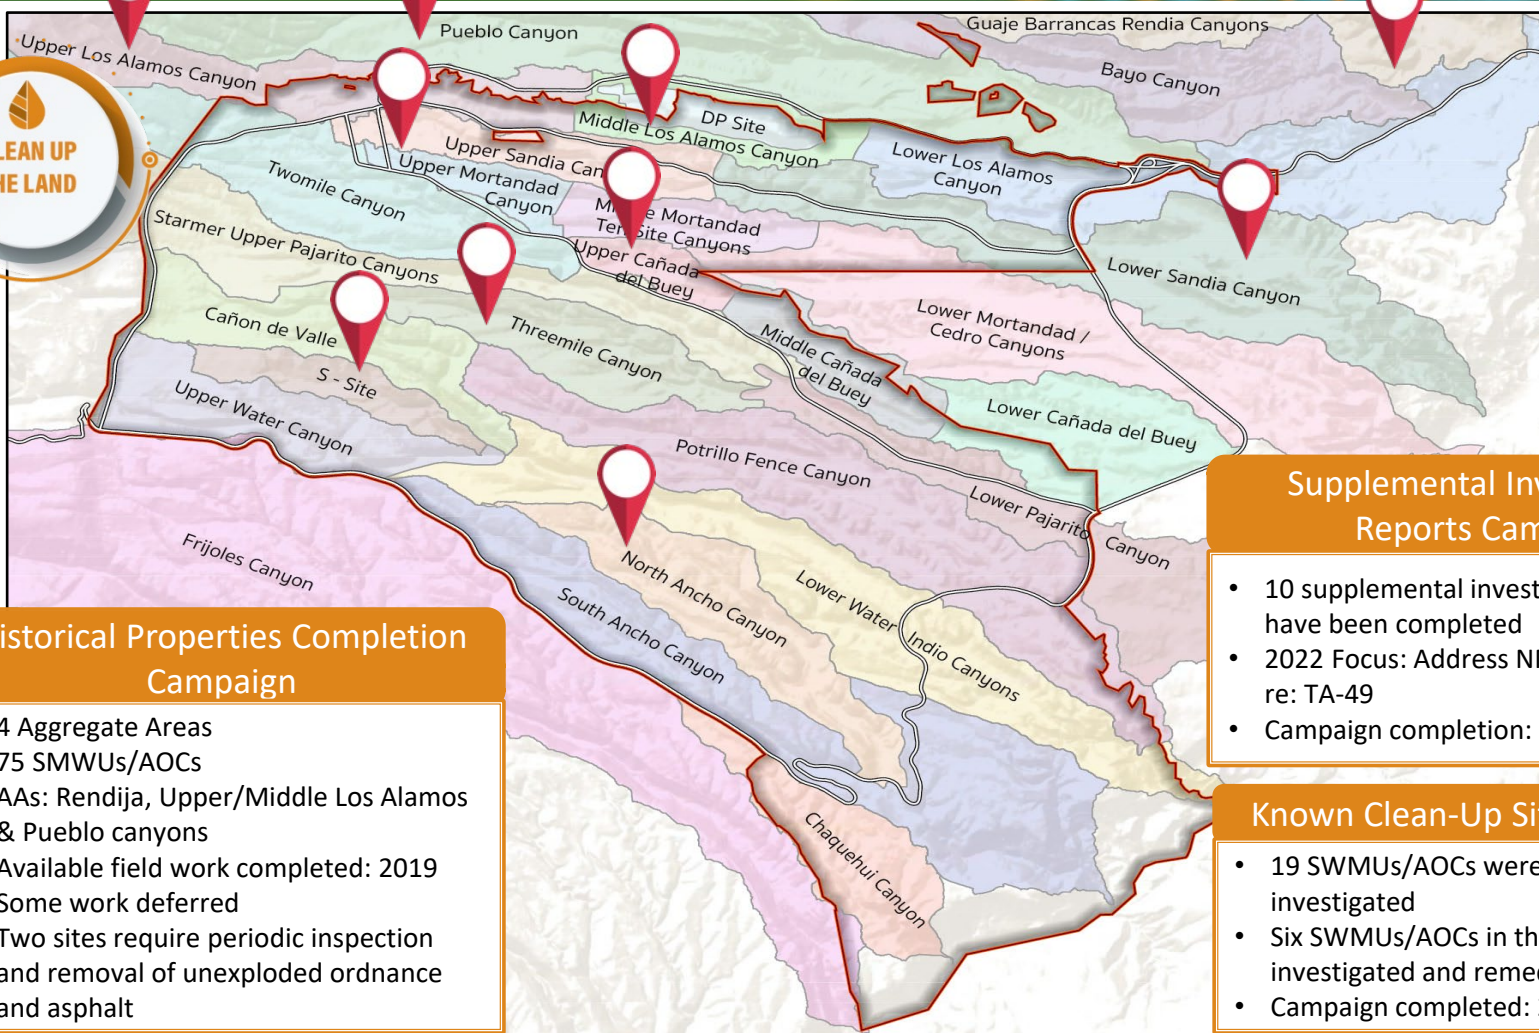 Guaje Barrancas Rendia Canyons
Pueblo Canyon
Upper Los Alamos Canyon
Bayo Canyon
LEAN UP
HE LAND
DP Site
Middle Los Alamos Canyon
Lower Los Alamos
Canyon
Upper Sandia
Upper Mortandad
Canyon
Twomile Canyon
Mortandad
Site Canyons
Starmer Upper Pajarito Canyons
Upper Cañada
del Buey
Lower Sandia Canyon
Cañon de Valle
Threemile Canyon
Lower Mortandad /
Cedro Canyons
Middle Cañada
del Buey
S - Site
Upper Water Canyon
Lower Cañada del Buey
Potrillo Fence Canyon
Lower Pajarito Canyon
Frijoles Canyon
North Ancho Canyon
South Ancho Canyon
Lower Water Indio Canyons
Chaquehui Canyon
istorical Properties Completion
Campaign
4 Aggregate Areas
75 SMWUs/AOCs
AAs: Rendija, Upper/Middle Los Alamos
& Pueblo canyons
Available field work completed: 2019
Some work deferred
Two sites require periodic inspection
and removal of unexploded ordnance
and asphalt
Supplemental Inv
Reports Cam
• 10 supplemental invest
have been completed
• 2022 Focus: Address N
re: TA-49
• Campaign completion:
Known Clean-Up Si
• 19 SWMUs/AOCs were
investigated
• Six SWMUs/AOCs in th
investigated and reme
• Campaign completed: